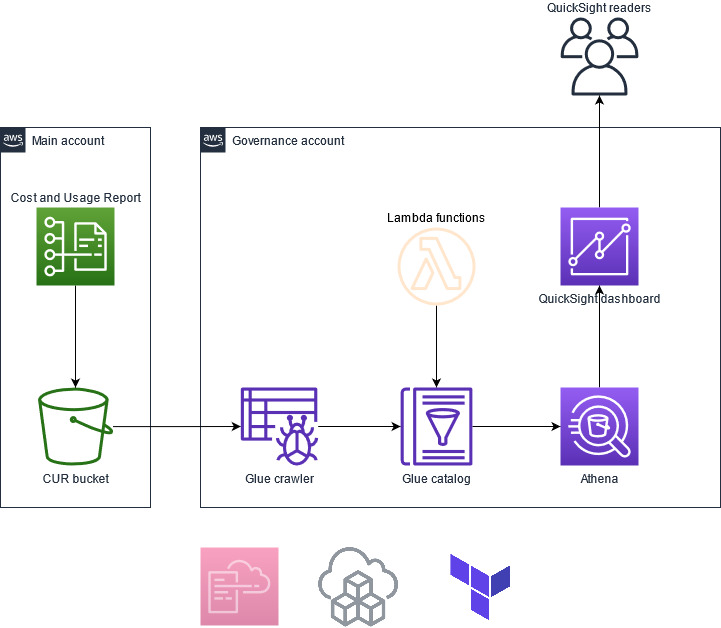 QuickSight readers
aws
Main account
aws
Governance account
Cost and Usage Report
Lambda functions
QuickSight dashboard
CUR bucket
Glue crawler
Glue catalog
Athena